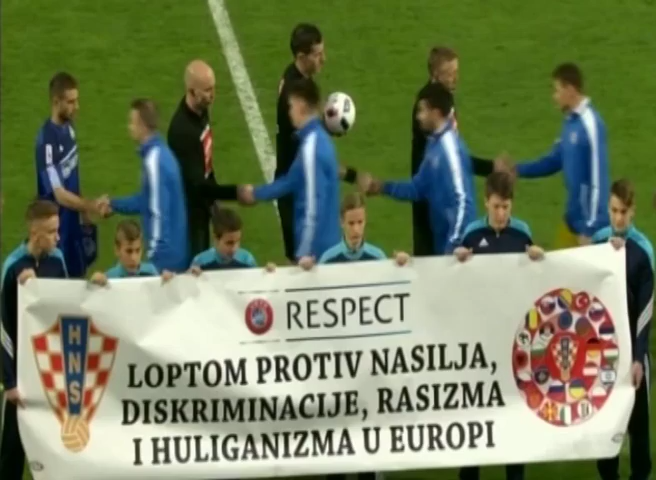 RESPECT
HNS
LOPTOM PROTIV NASILJA,
DISKRIMINACIJE, RASIZMA
I HULIGANIZMA U EUROPI